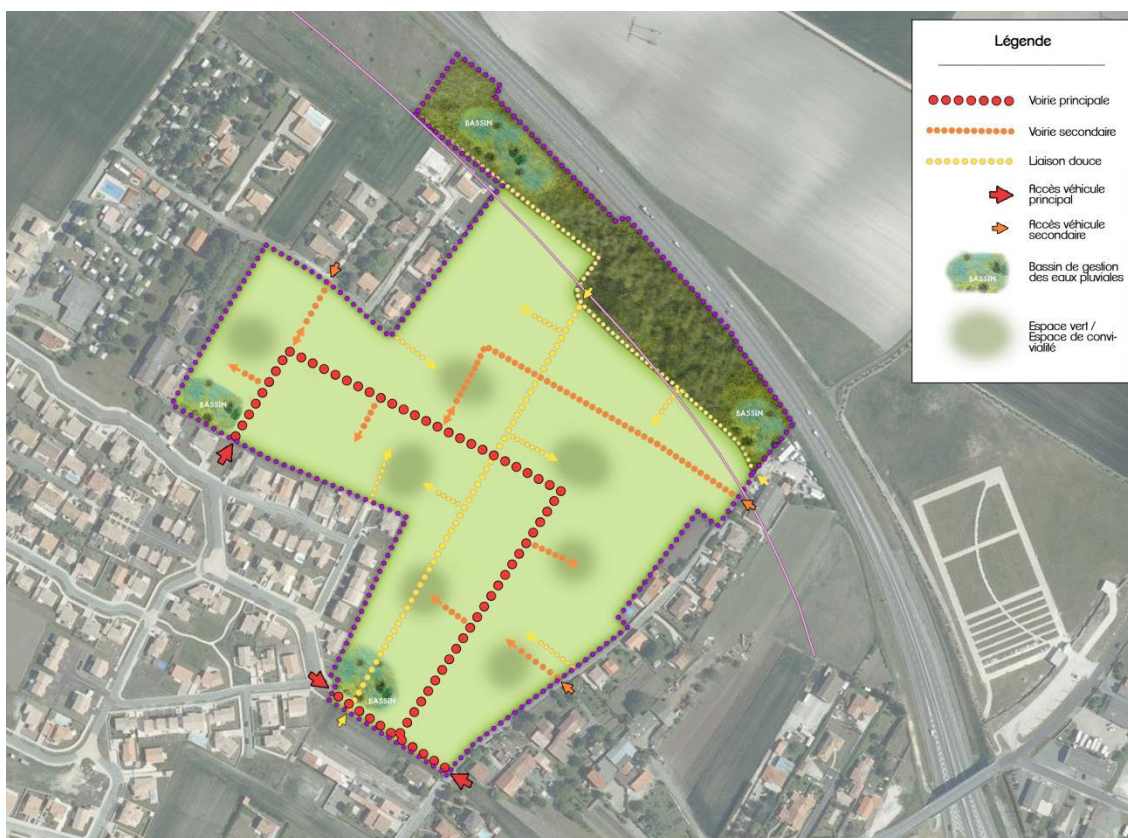 BASSIN
BASSIN
BASSIN
BASSIN
Légende
Voirie principale
Voirie secondaire
Liaison douce
Accès véhicule
principal
Accès véhicule
secondaire
BASSIN
Bassin de gestion
des eaux pluviales
Espace vert /
Espace de convi-
vialité